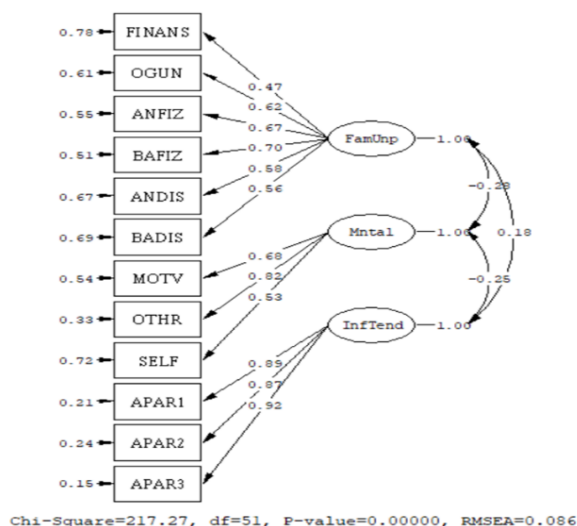 0.78 FINANS
0.61 OGUN
0.55 ANFIZ
0.51 BAFIZ
0.67 ANDIS
0.69 BADIS
0.54 MOTV
0.33 OTHR
0.72 SELF
0.21 APAR1
0.24 APAR2
0.15 APAR3
0.47
0.62
0.67
0.70
0.58
0.56
0.68
0.82
0.53
0.89
0.87
0.92
FamUnp 1.00
Mntal 1.00
InfTend 1.00
-0.28
0.18
-0.25
Chi-Square=217.27, df=51, P-value=0.00000, RMSEA=0.086